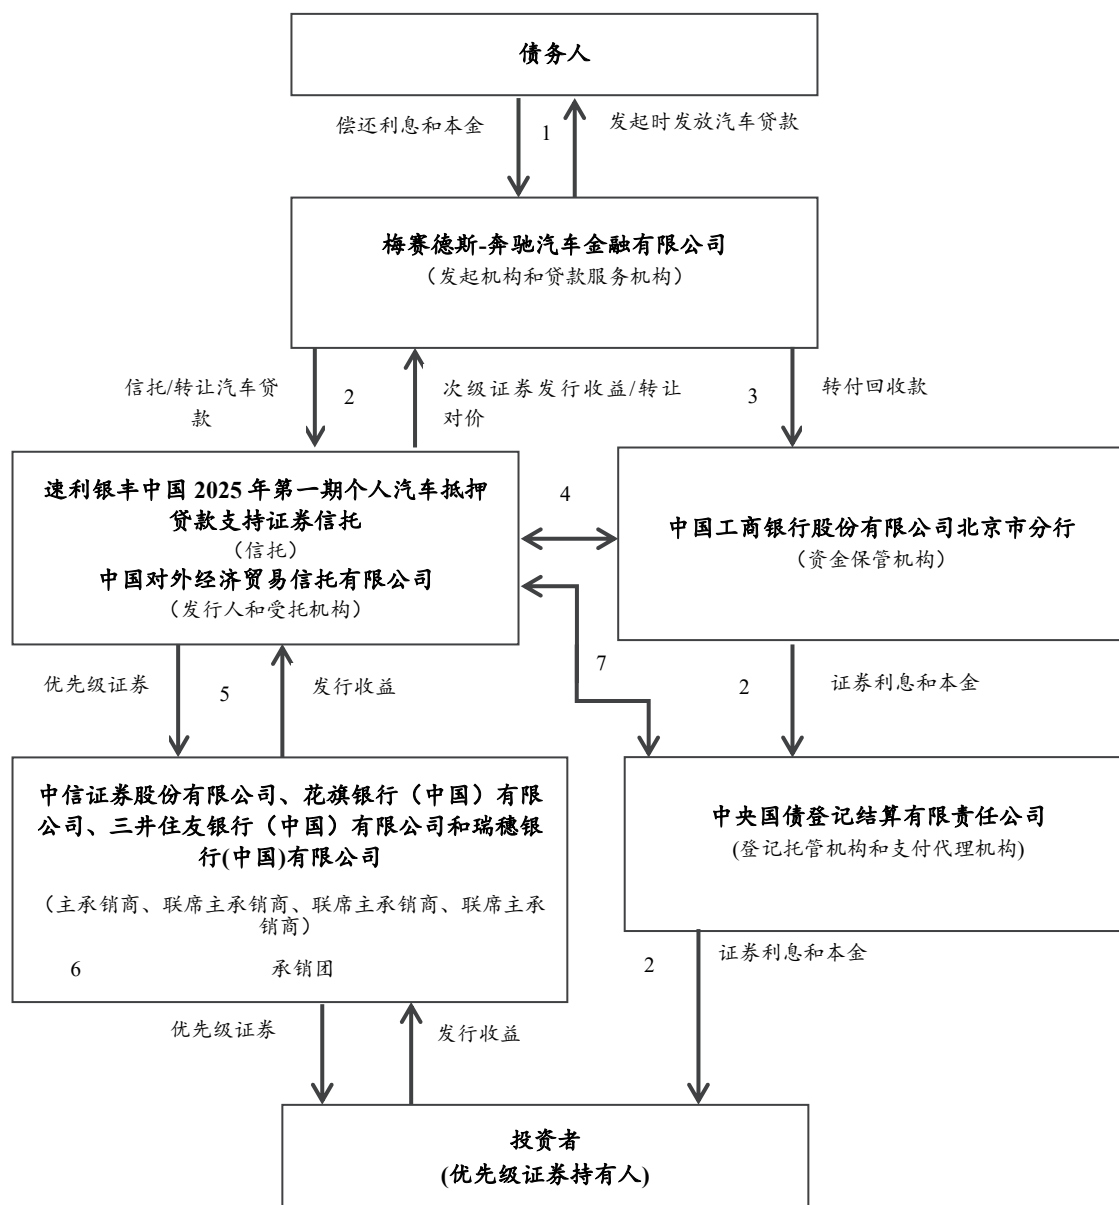 债务人
偿还利息和本金
1
发起时发放汽车贷款
梅赛德斯-奔驰汽车金融有限公司
（发起机构和贷款服务机构）
信托/转让汽车贷
款
2
次级证券发行收益/转让
对价
3
转付回收款
速利银丰中国 2025 年第一期个人汽车抵押
贷款支持证券信托
（信托）
中国对外经济贸易信托有限公司
（发行人和受托机构）
4
中国工商银行股份有限公司北京市分行
（资金保管机构）
优先级证券
5
发行收益
7
2
证券利息和本金
中信证券股份有限公司、花旗银行（中国）有限
公司、三井住友银行（中国）有限公司和瑞穗银
行(中国)有限公司
（主承销商、联席主承销商、联席主承销商、联席主承
销商）
6
承销团
中央国债登记结算有限责任公司
(登记托管机构和支付代理机构)
2
证券利息和本金
优先级证券
发行收益
投资者
(优先级证券持有人)